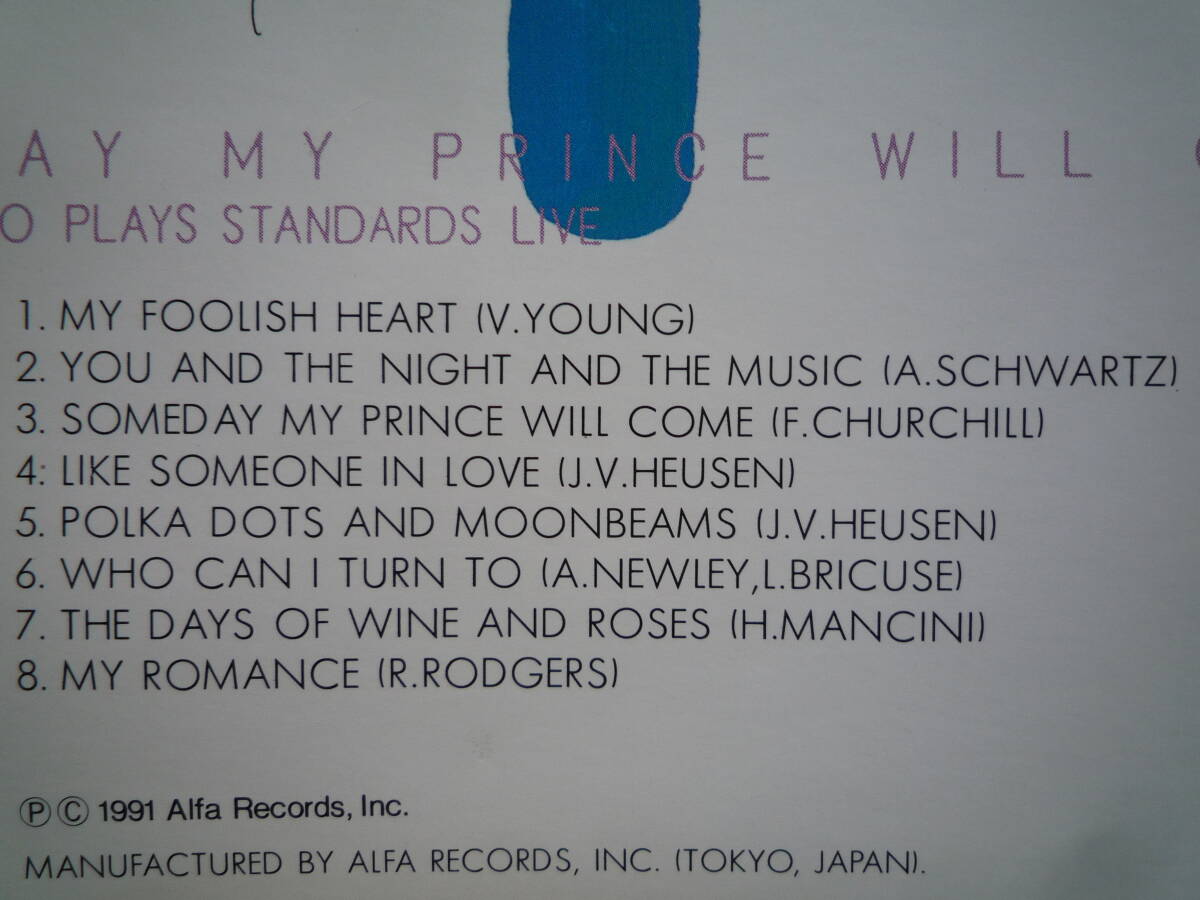 AY MY PRINCE WILL
O PLAYS STANDARDS LIVE
1. MY FOOLISH HEART (V.YOUNG)
2. YOU AND THE NIGHT AND THE MUSIC (A.SCHWARTZ)
3. SOMEDAY MY PRINCE WILL COME (F.CHURCHILL)
4: LIKE SOMEONE IN LOVE (J.V.HEUSEN)
5. POLKA DOTS AND MOONBEAMS (J.V.HEUSEN)
6. WHO CAN I TURN TO (A.NEWLEY,L.BRICUSE)
7. THE DAYS OF WINE AND ROSES (H.MANCINI)
8. MY ROMANCE (R.RODGERS)
ⓅⒸ 1991 Alfa Records, Inc.
MANUFACTURED BY ALFA RECORDS, INC. (TOKYO, JAPAN).